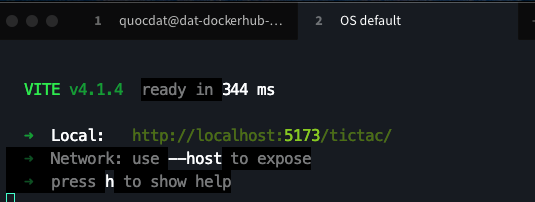 1 quocdat@dat-dockerhub-... 2 OS default
VITE v4.1.4 ready in 344 ms
➜ Local: http://localhost:5173/tictac/
➜ Network: use --host to expose
➜ press h to show help